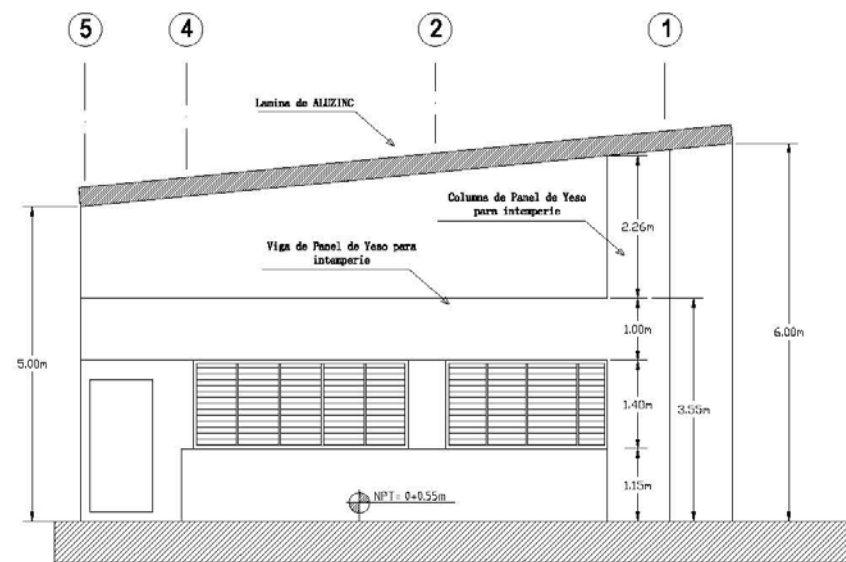 5 4 2 1
Lamina de ALUZINC
Columna de Panel de Yeso
para intemperie
2.26m
Viga de Panel de Yeso para
intamperie
1.00m
6.00m
5.00m
1.40m
3.55m
1.15m
NPT= 0+0.55m